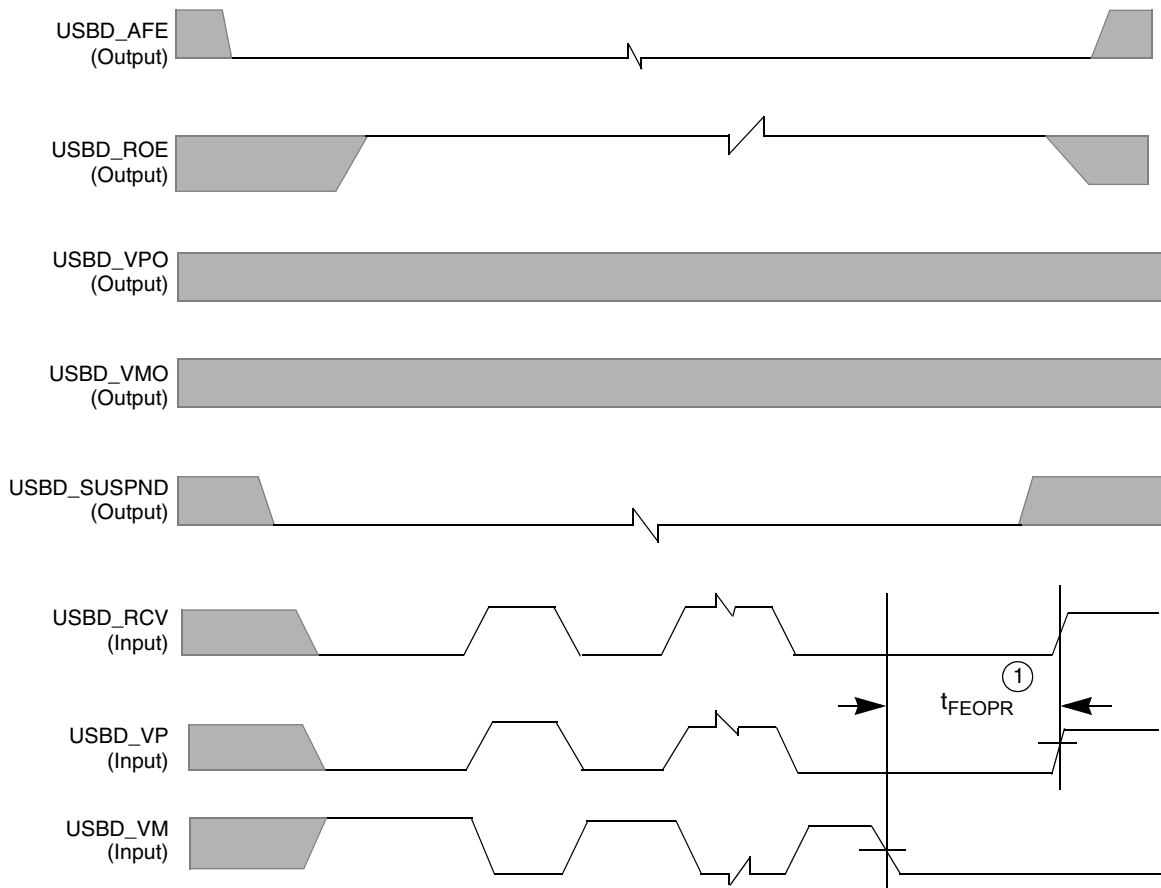 USBD_AFE
(Output)
USBD_ROE
(Output)
USBD_VPO
(Output)
USBD_VMO
(Output)
USBD_SUSPND
(Output)
USBD_RCV
(Input)
1
tFEOPR
USBD_VP
(Input)
USBD_VM
(Input)